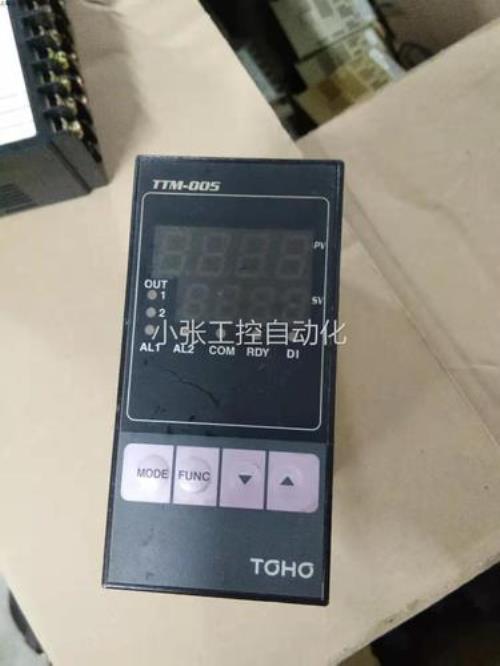 TTM-005
PV
OUT
1
SV
2
小张工控自动化
AL1 AL2 COM RDY DI
MODE FUNC
TOHO